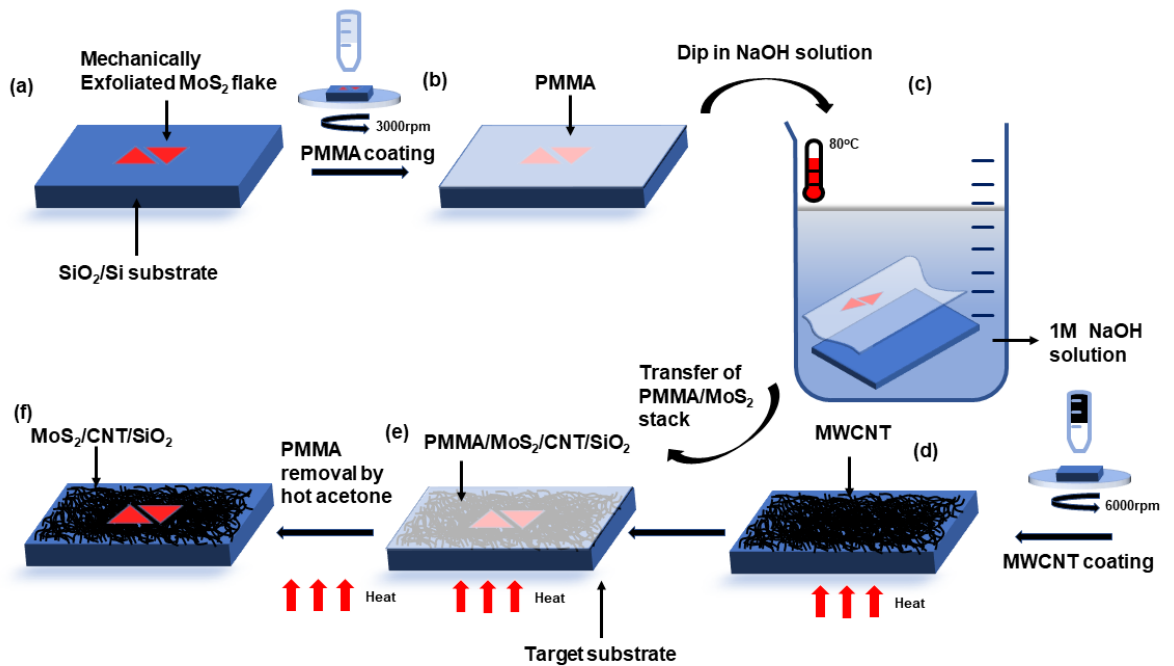 (a)
Mechanically
Exfoliated MoS₂ flake
SiO₂/Si substrate
3000rpm
PMMA coating
(b)
PMMA
Dip in NaOH solution
(c)
80ºC
1M NaOH
solution
Transfer of
PMMA/MoS₂
stack
6000rpm
MWCNT coating
(d)
MWCNT
Heat
(e)
PMMA/MoS₂/CNT/SiO₂
Heat
Target substrate
PMMA
removal by
hot acetone
Heat
(f)
MoS₂/CNT/SiO₂